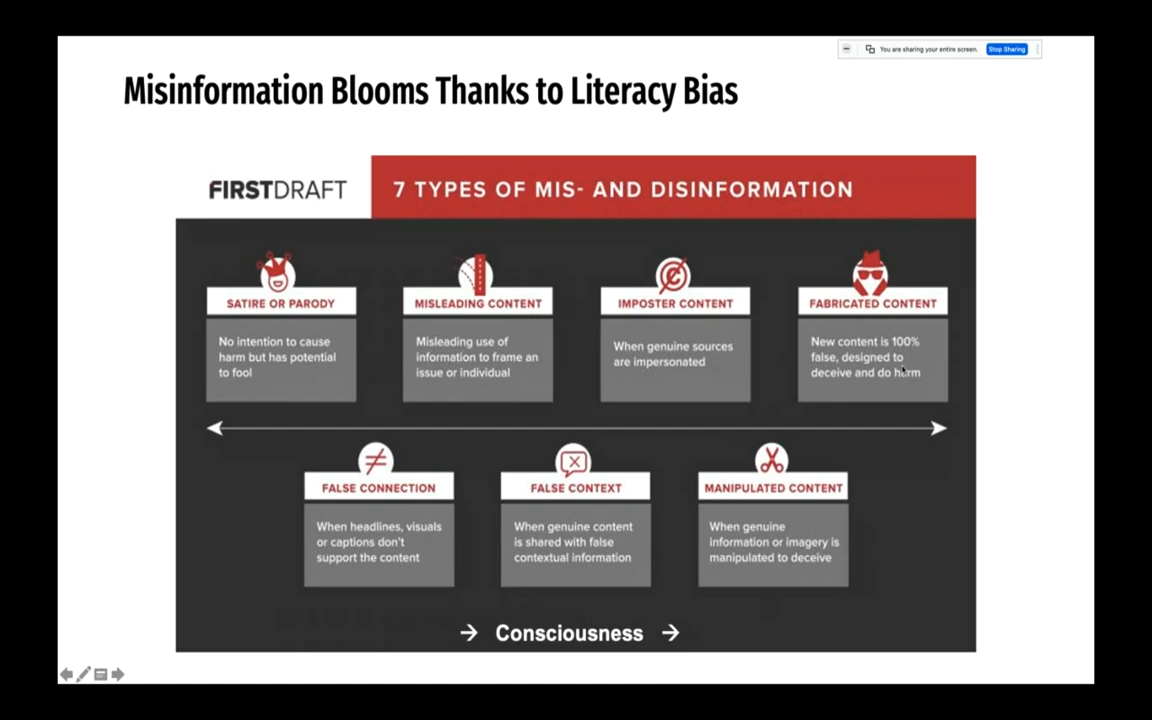 You are sharing your entire screen.
Stop Sharing
Misinformation Blooms Thanks to Literacy Bias
FIRSTDRAFT
7 TYPES OF MIS- AND DISINFORMATION
SATIRE OR PARODY
No intention to cause
harm but has potential
to fool
MISLEADING CONTENT
Misleading use of
information to frame an
issue or individual
IMPOSTER CONTENT
When genuine sources
are impersonated
FABRICATED CONTENT
New content is 100%
false, designed to
deceive and do harm
FALSE CONNECTION
When headlines, visuals
or captions don't
support the content
FALSE CONTEXT
When genuine content
is shared with false
contextual information
MANIPULATED CONTENT
When genuine
information or imagery is
manipulated to deceive
→ Consciousness →